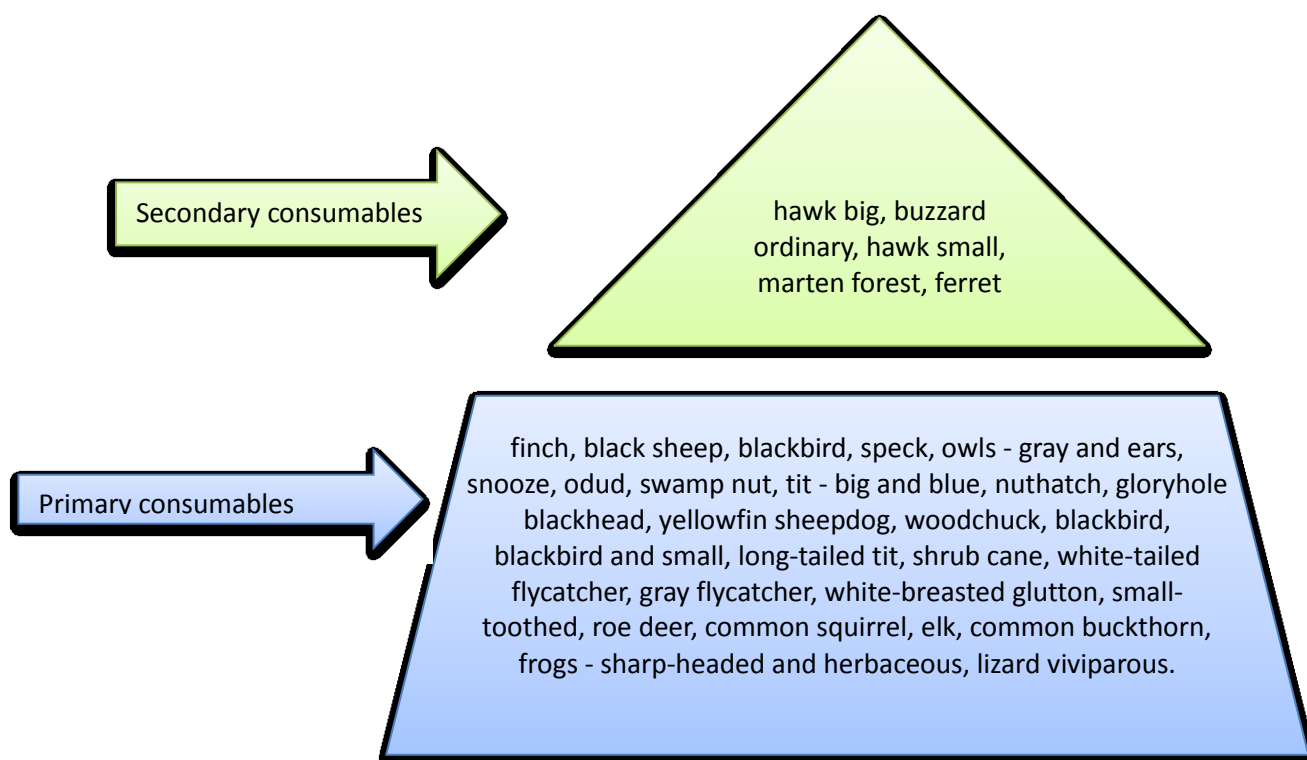 Secondary consumables
hawk big, buzzard
ordinary, hawk small,
marten forest, ferret
Primary consumables
finch, black sheep, blackbird, speck, owls - gray and ears,
snooze, odud, swamp nut, tit - big and blue, nuthatch, gloryhole
blackhead, yellowfin sheepdog, woodchuck, blackbird,
blackbird and small, long-tailed tit, shrub cane, white-tailed
flycatcher, gray flycatcher, white-breasted glutton, small-
toothed, roe deer, common squirrel, elk, common buckthorn,
frogs - sharp-headed and herbaceous, lizard viviparous.